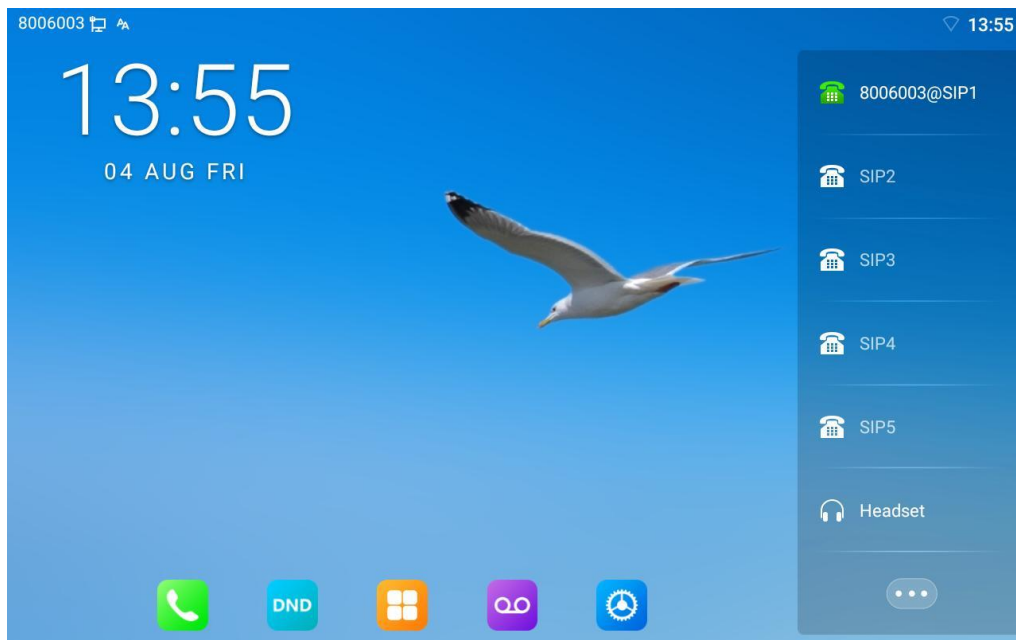 8006003
13:55
13:55
04 AUG FRI
8006003@SIP1
SIP2
SIP3
SIP4
SIP5
Headset
DND